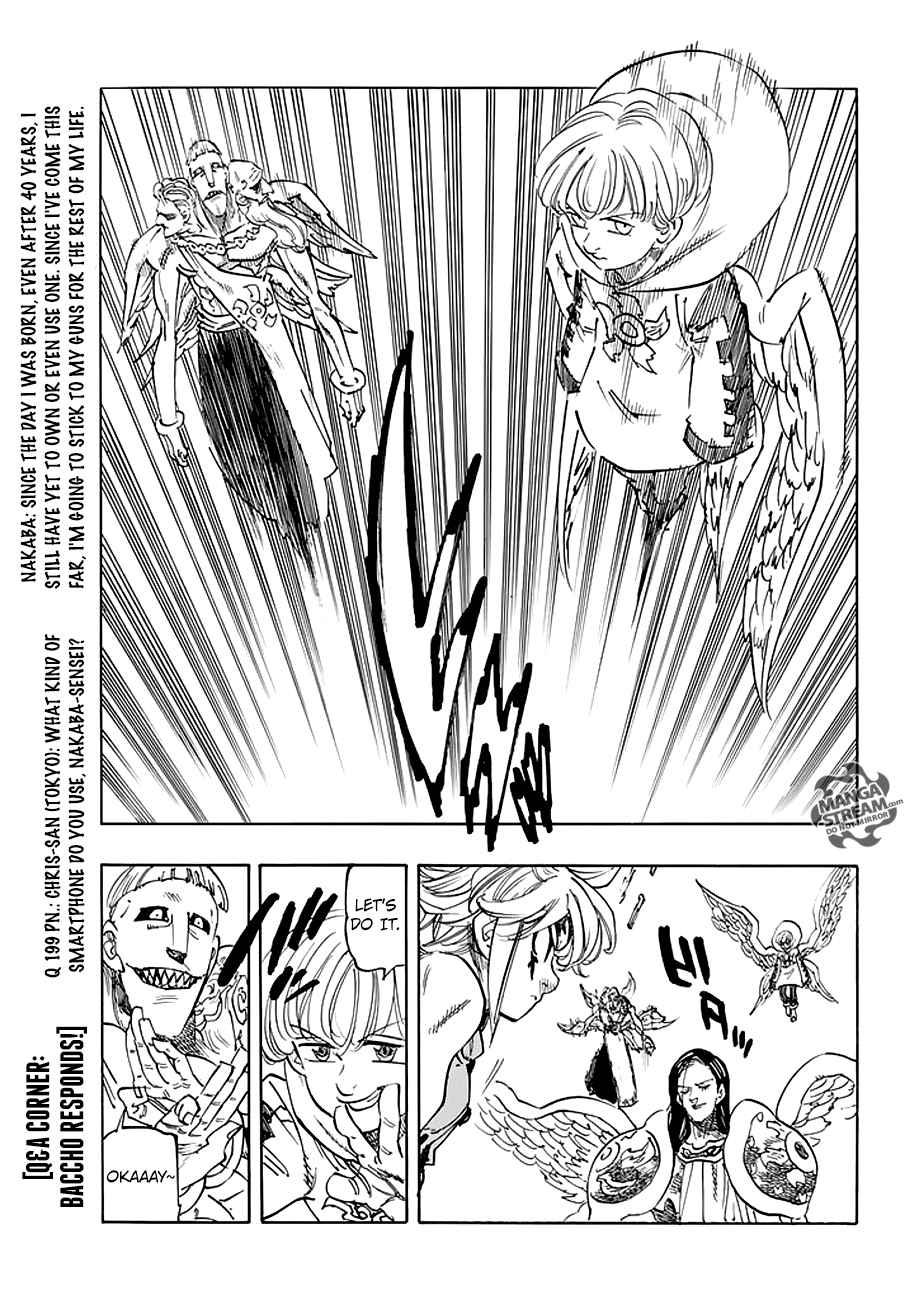 NAKABA: SINCE THE DAY I WAS BORN, EVEN AFTER 40 YEARS, I
STILL HAVE YET TO OWN OR EVEN USE ONE. SINCE I'VE COME THIS
FAR, I'M GOING TO STICK TO MY GUNS FOR THE REST OF MY LIFE.
Q 199 P.N.: CHRIS-SAN (TOKYO): WHAT KIND OF
SMARTPHONE DO YOU USE, NAKABA-SENSEI?
[Q&A CORNER:
BACCHO RESPONDS!]
MANGA
-STREAM.com
DO NOT MIRROR
LET'S
DO IT.
OKAAAY~